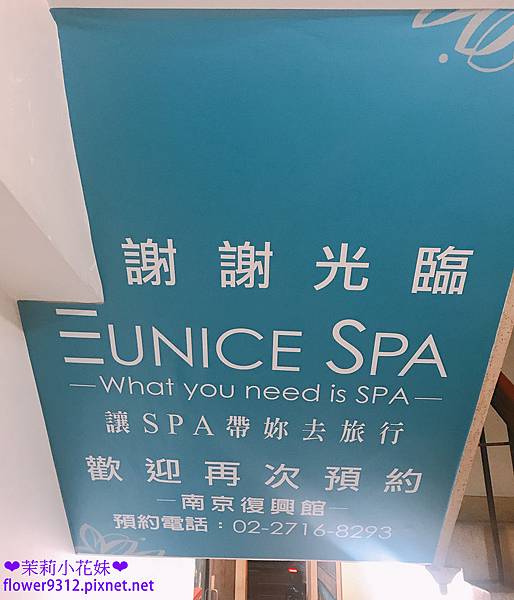 謝謝光臨
EUNICE SPA
—What you need is SPA—
讓SPA帶妳去旅行
歡迎再次預約
—南京復興館—
預約電話：02-2716-8293
❤茉莉小花妹❤
flower9312.pixnet.net